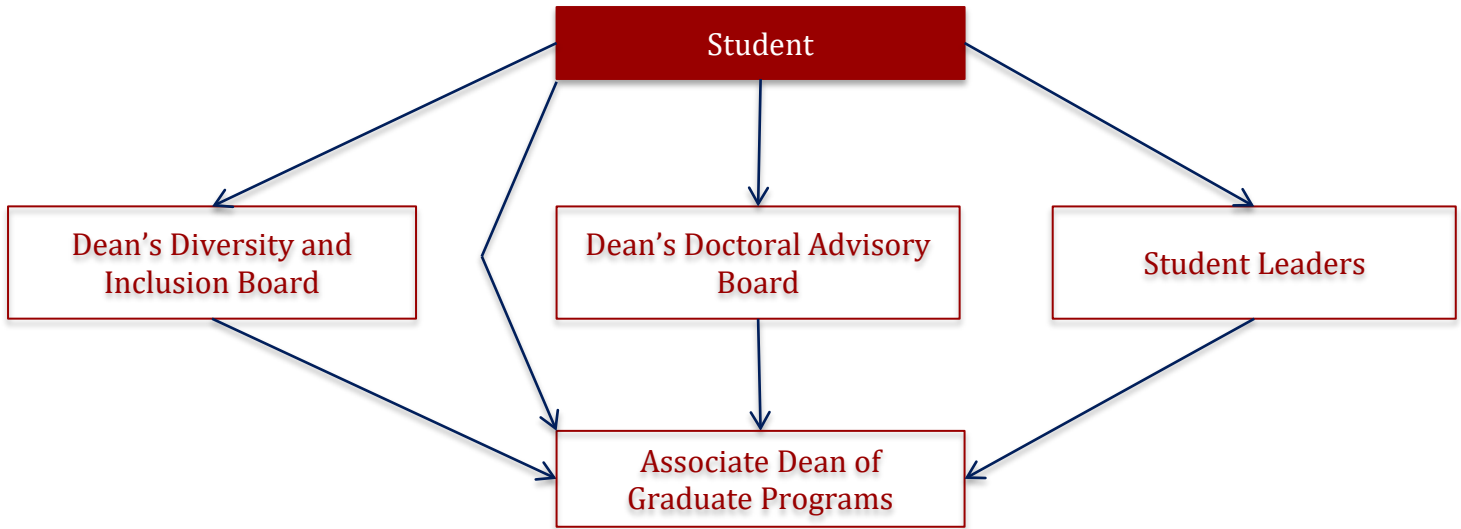 Student
Dean’s Diversity and
Inclusion Board
Dean’s Doctoral Advisory
Board
Student Leaders
Associate Dean of
Graduate Programs